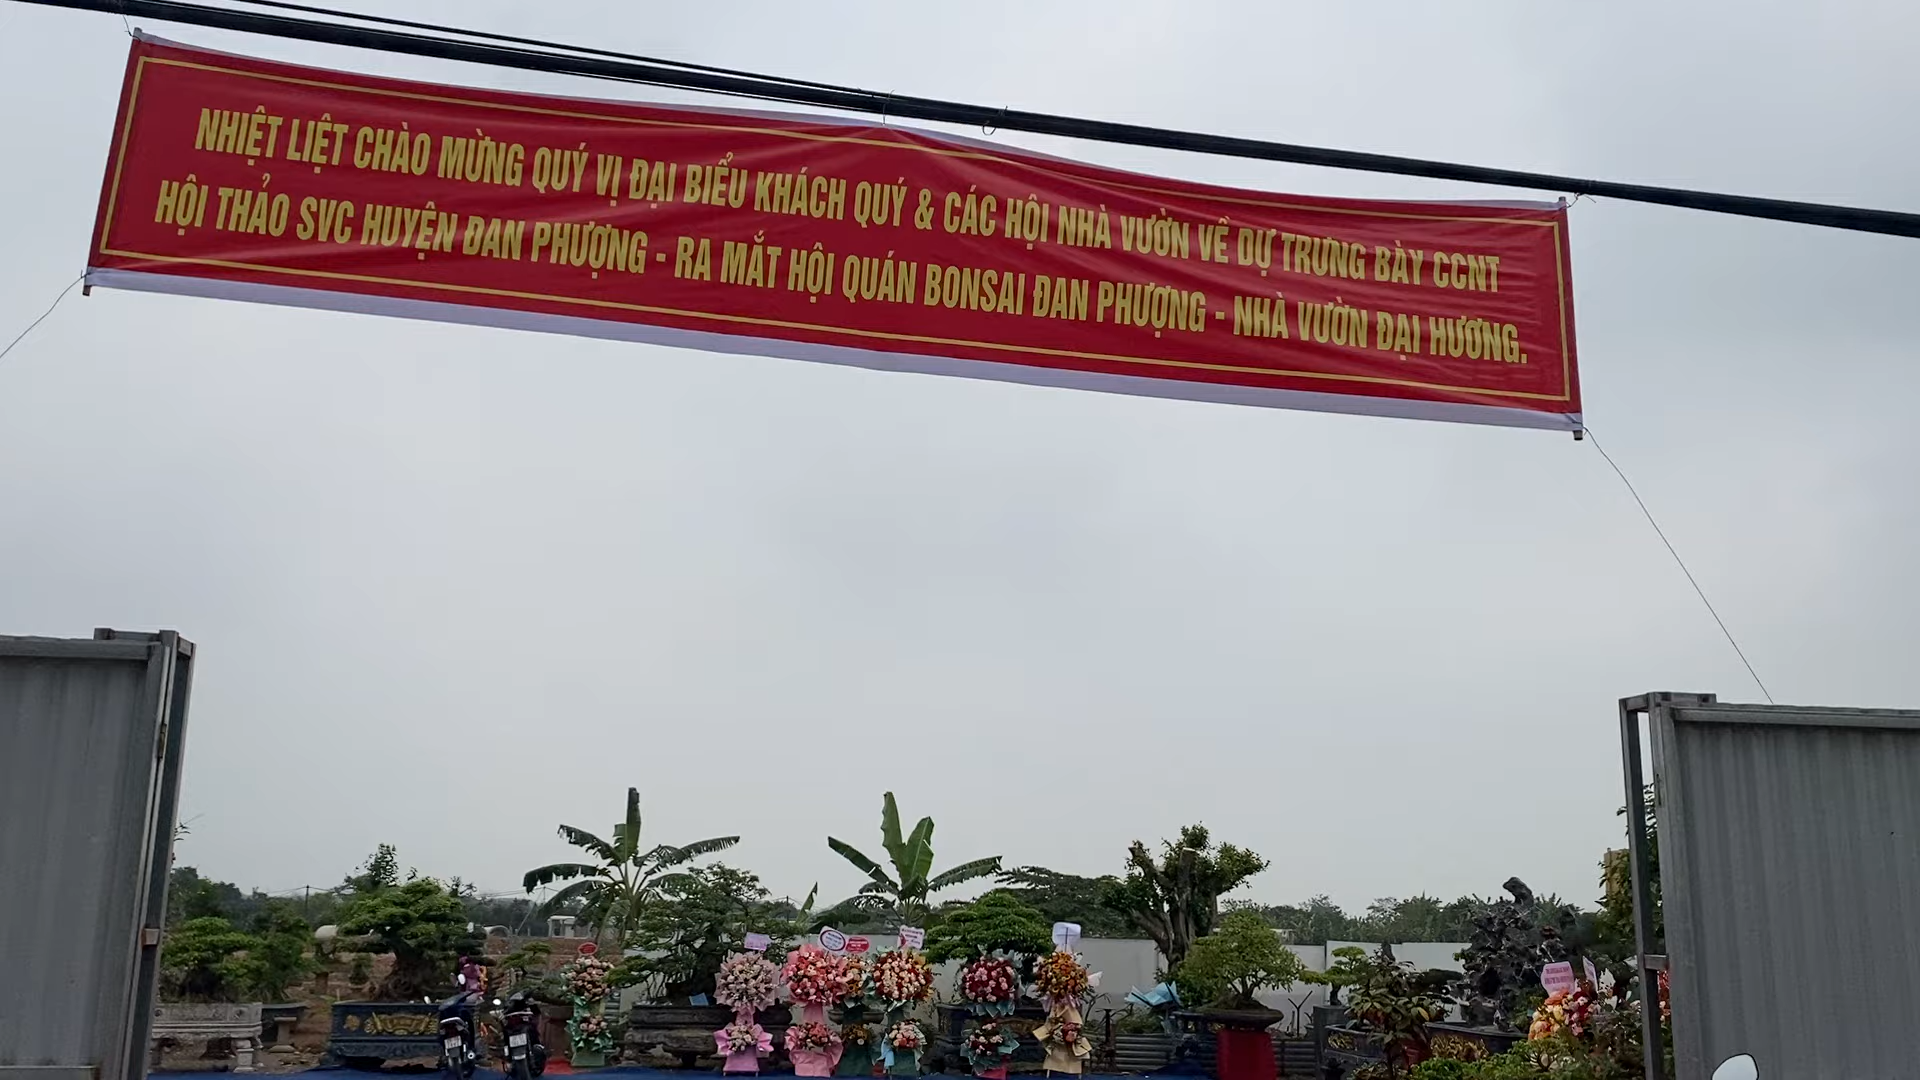 NHIỆT LIỆT CHÀO MỪNG QUÝ VỊ ĐẠI BIỂU KHÁCH QUÝ & CÁC HỘI NHÀ VƯỜN VỀ DỰ TRƯNG BÀY CCNT
HỘI THẢO SVC HUYỆN ĐAN PHƯỢNG - RA MẮT HỘI QUÁN BONSAI ĐAN PHƯỢNG - NHÀ VƯỜN ĐẠI HƯƠNG.